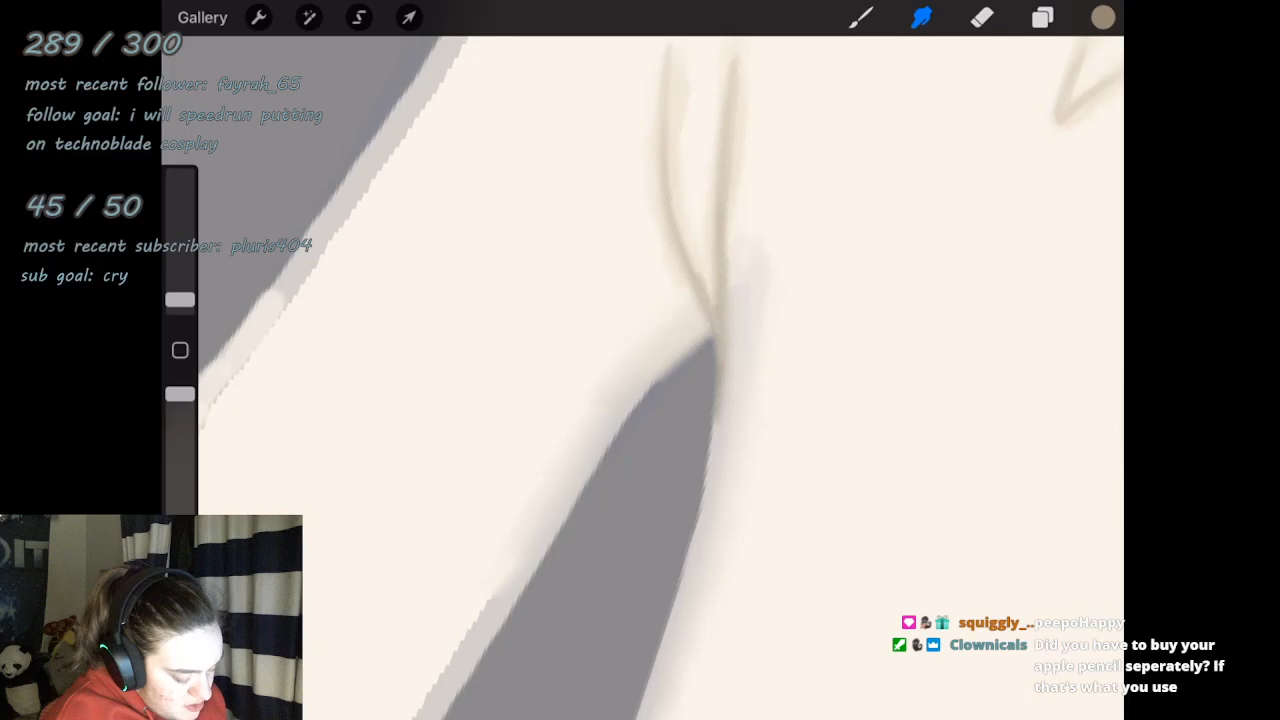 Gallery
289 / 300
most recent follower: fayrah_65
follow goal: i will speedrun putting
on technoblade cosplay
45 / 50
most recent subscriber: pluris404
sub goal: cry
squiggly_.. peepoHappy
Clownicals Did you have to buy your
apple pencil seperately? If
that's what you use